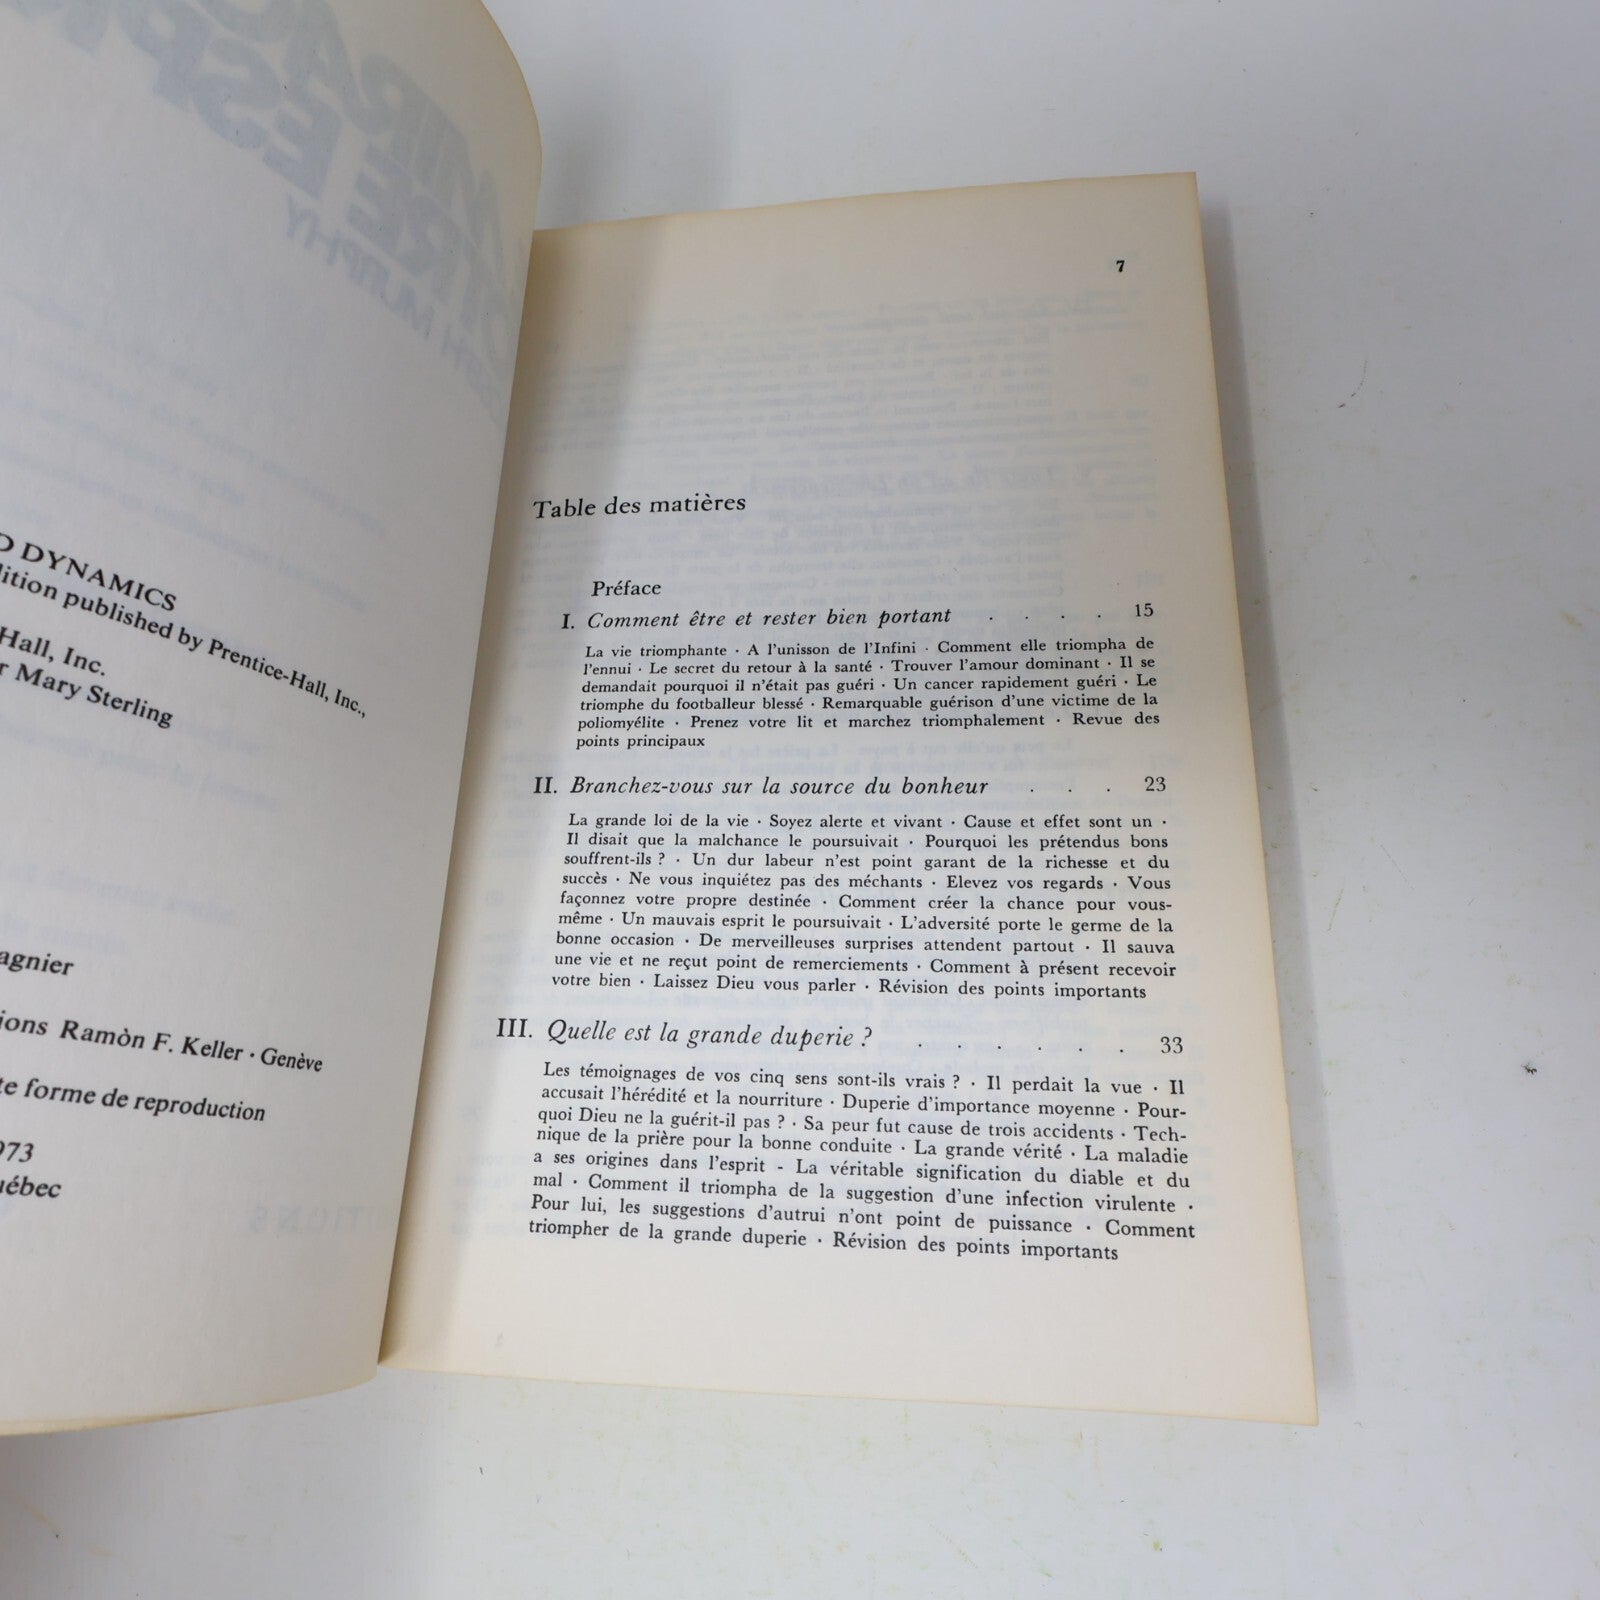 D DYNAMICS
ition published by Prentice-Hall, Inc.,
Hall, Inc.
r Mary Sterling
agnier
ions Ramòn F. Keller · Genève
te forme de reproduction
973
uébec
7
Table des matières
Préface
I. Comment être et rester bien portant . . . . 15
La vie triomphante · A l'unisson de l'Infini · Comment elle triompha de
l'ennui · Le secret du retour à la santé · Trouver l'amour dominant · Il se
demandait pourquoi il n'était pas guéri · Un cancer rapidement guéri · Le
triomphe du footballeur blessé · Remarquable guérison d'une victime de la
poliomyélite · Prenez votre lit et marchez triomphalement · Revue des
points principaux
II. Branchez-vous sur la source du bonheur . . . 23
La grande loi de la vie · Soyez alerte et vivant · Cause et effet sont un ·
Il disait que la malchance le poursuivait · Pourquoi les prétendus bons
souffrent-ils ? · Un dur labeur n'est point garant de la richesse et du
succès · Ne vous inquiétez pas des méchants · Elevez vos regards · Vous
façonnez votre propre destinée · Comment créer la chance pour vous-
même · Un mauvais esprit le poursuivait · L'adversité porte le germe de la
bonne occasion · De merveilleuses surprises attendent partout · Il sauva
une vie et ne reçut point de remerciements · Comment à présent recevoir
votre bien · Laissez Dieu vous parler · Révision des points importants
III. Quelle est la grande duperie ? . . . . . . 33
Les témoignages de vos cinq sens sont-ils vrais ? · Il perdait la vue · Il
accusait l'hérédité et la nourriture · Duperie d'importance moyenne · Pour-
quoi Dieu ne la guérit-il pas ? · Sa peur fut cause de trois accidents · Tech-
nique de la prière pour la bonne conduite · La grande vérité · La maladie
a ses origines dans l'esprit - La véritable signification du diable et du
mal · Comment il triompha de la suggestion d'une infection virulente ·
Pour lui, les suggestions d'autrui n'ont point de puissance · Comment
triompher de la grande duperie · Révision des points importants